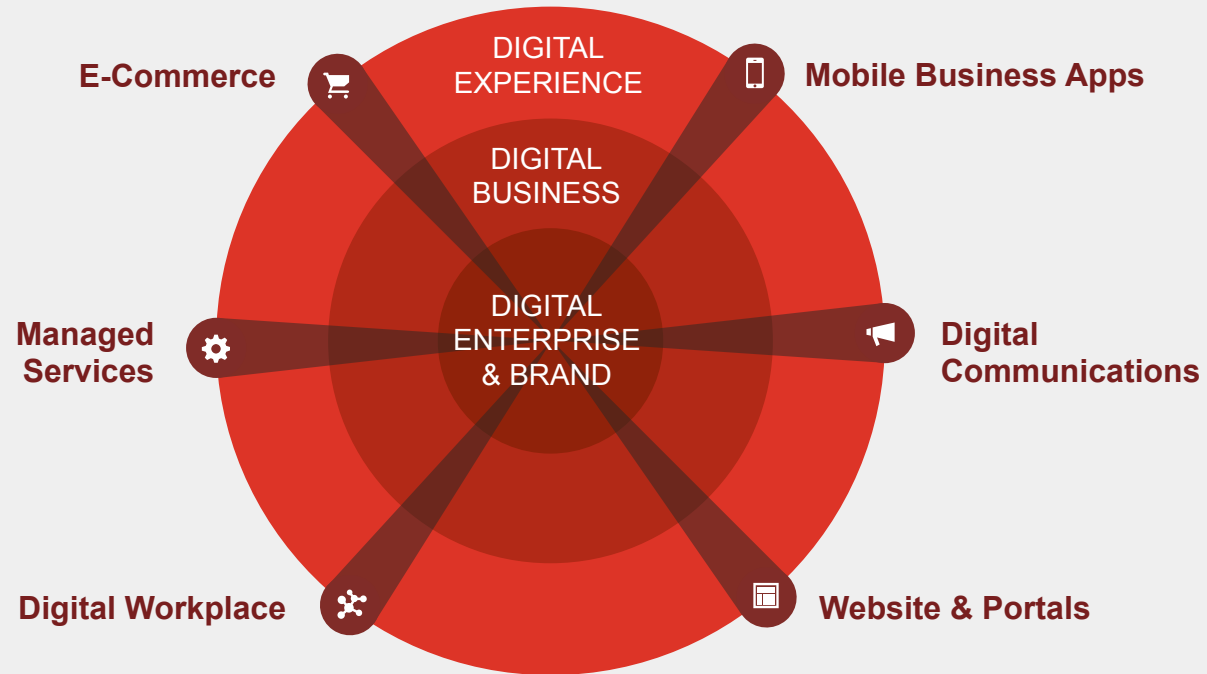 DIGITAL
EXPERIENCE
E-Commerce
Mobile Business Apps
DIGITAL
BUSINESS
DIGITAL
ENTERPRISE
& BRAND
Managed
Services
Digital
Communications
Digital Workplace
Website & Portals